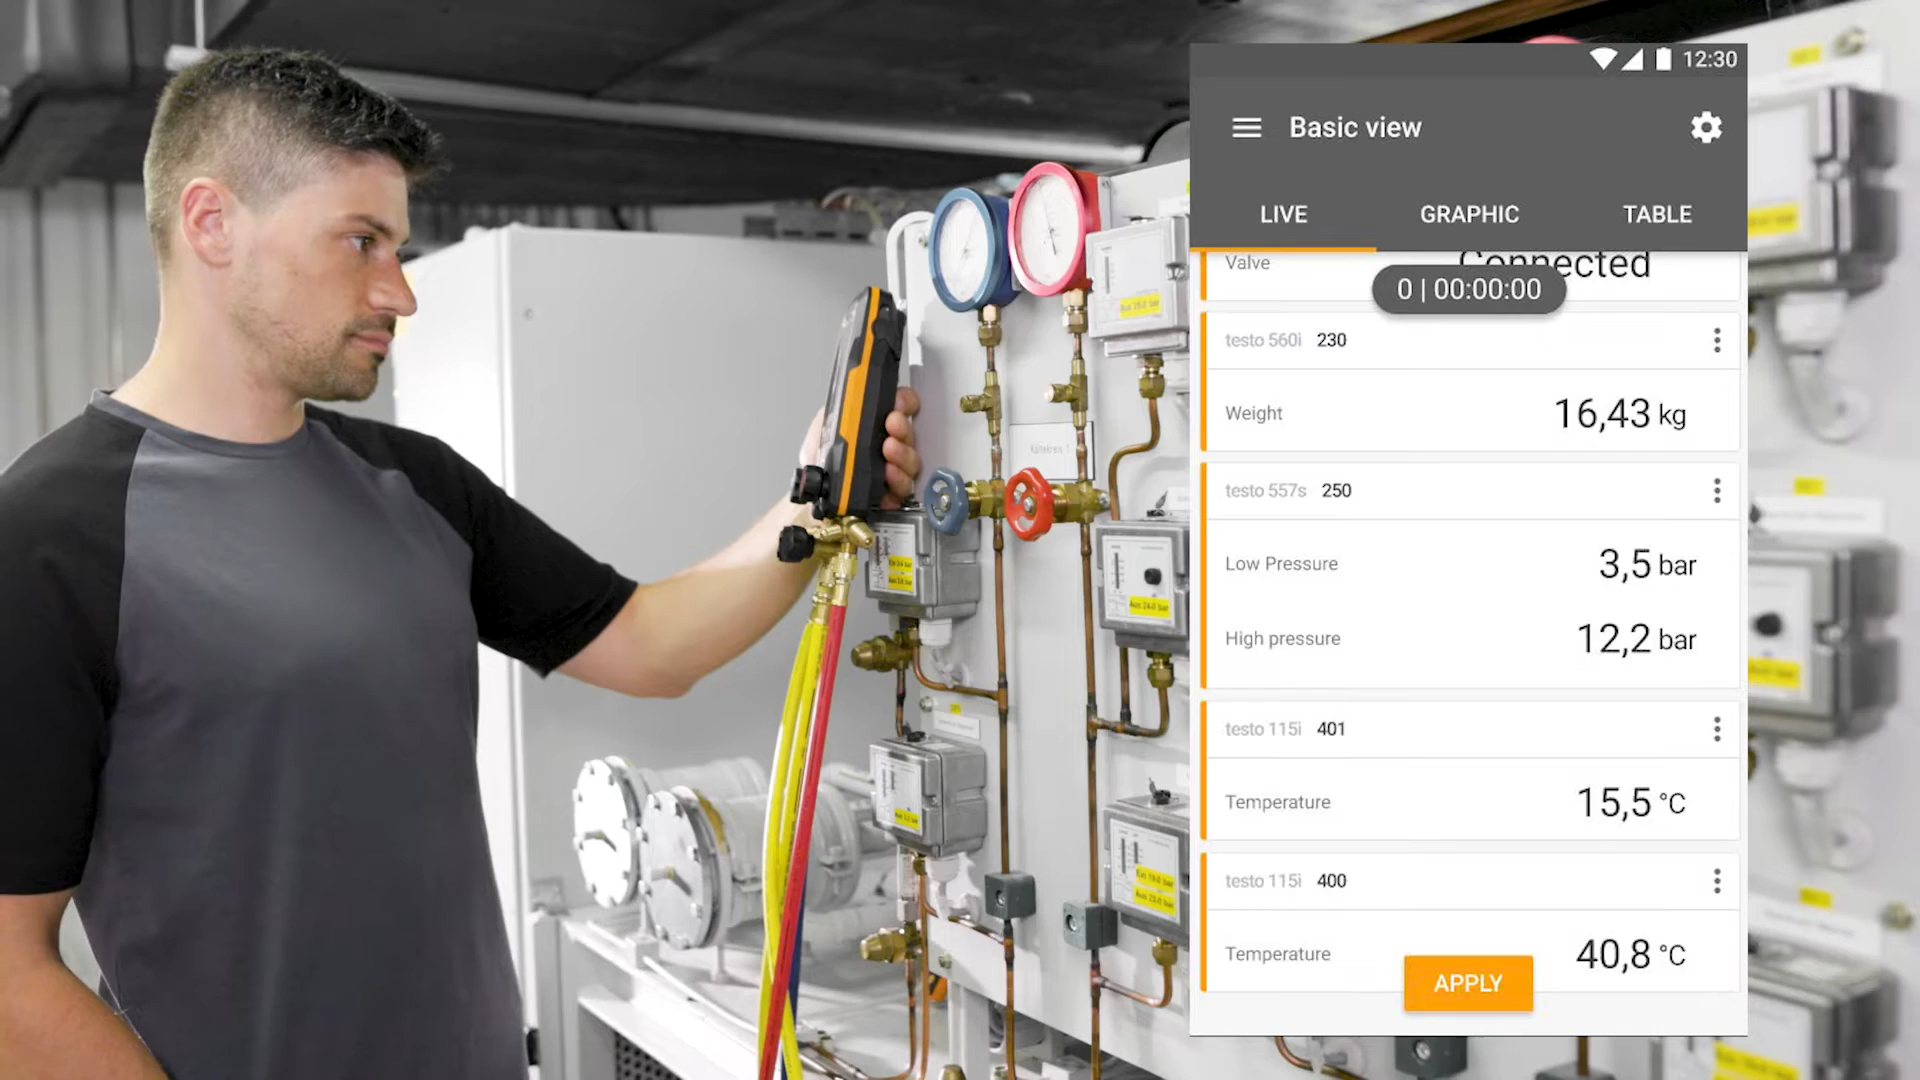 12:30
Basic view
LIVE GRAPHIC TABLE
Valve Connected
0 | 00:00:00
testo 560i 230
Weight 16,43 kg
testo 557s 250
Low Pressure 3,5 bar
High pressure 12,2 bar
testo 115i 401
Temperature 15,5 °C
testo 115i 400
Temperature 40,8 °C
APPLY
Kältekreis 1